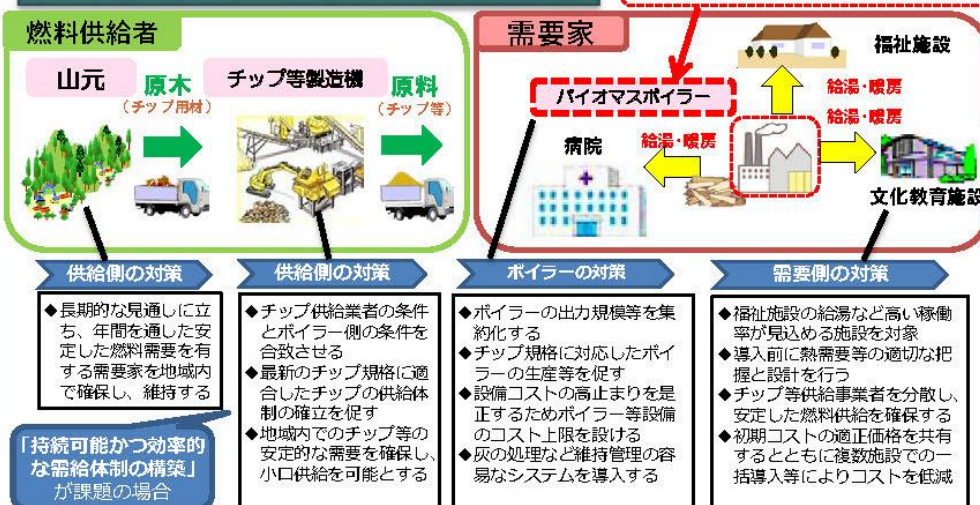 燃料供給者
山元
原木
(チップ用材)
チップ等製造機
原料
(チップ等)
需要家
バイオマスボイラー
福祉施設
給湯・暖房
給湯・暖房
病院
給湯・暖房
文化教育施設
供給側の対策
◆長期的な見通しに立
ち、年間を通した安
定した燃料需要を有
する需要家を地域内
で確保し、維持する
「持続可能かつ効率的
な需給体制の構築」
が課題の場合
供給側の対策
◆チップ供給業者の条件
とボイラー側の条件を
合致させる
◆最新のチップ規格に適
合したチップの供給体
制の確立を促す
◆地域内でのチップ等の
安定的な需要を確保し、
小口供給を可能とする
ボイラーの対策
◆ボイラーの出力規模等を集
約化する
◆チップ規格に対応したボイ
ラーの生産等を促す
◆設備コストの高止まりを是
正するためボイラー等設備
のコスト上限を設ける
◆灰の処理など維持管理の容
易なシステムを導入する
需要側の対策
◆福祉施設の給湯など高い稼働
率が見込める施設を対象
◆導入前に熱需要等の適切な把
握と設計を行う
◆チップ等供給事業者を分散し、
安定した燃料供給を確保する
◆初期コストの適正価格を共有
するとともに複数施設での一
括導入等によりコストを低減